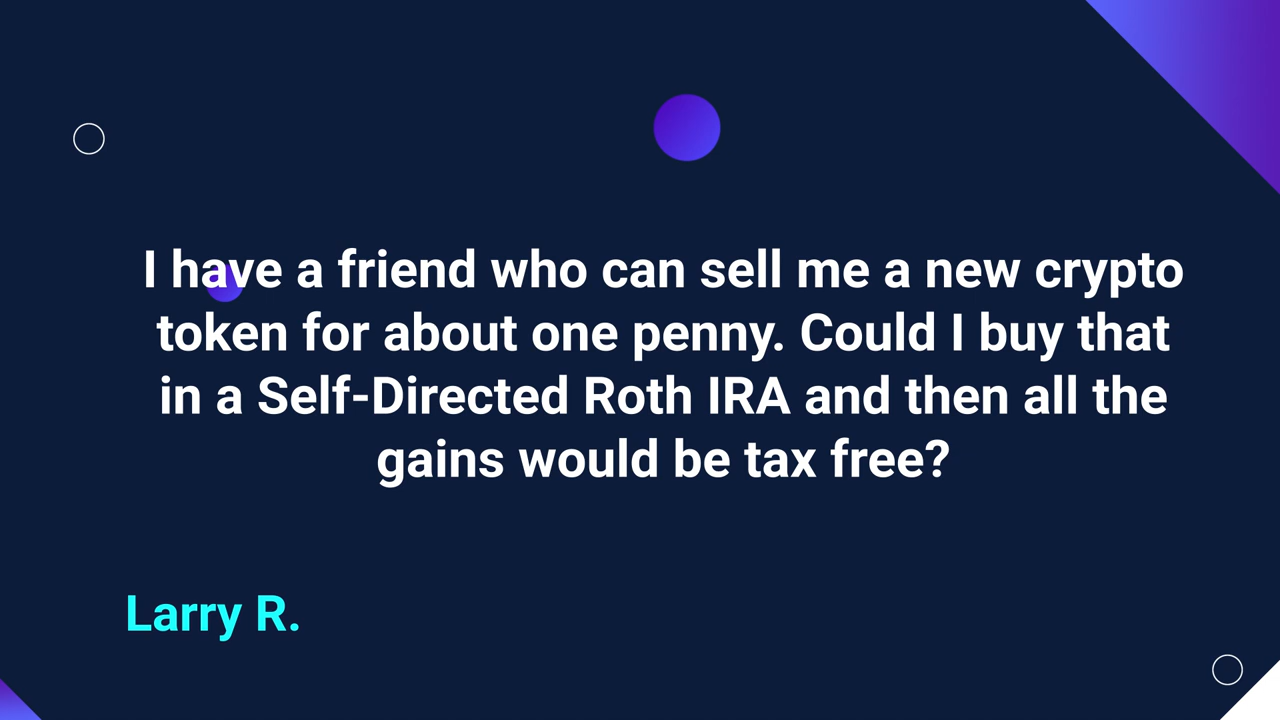 I have a friend who can sell me a new crypto
token for about one penny. Could I buy that
in a Self-Directed Roth IRA and then all the
gains would be tax free?
Larry R.